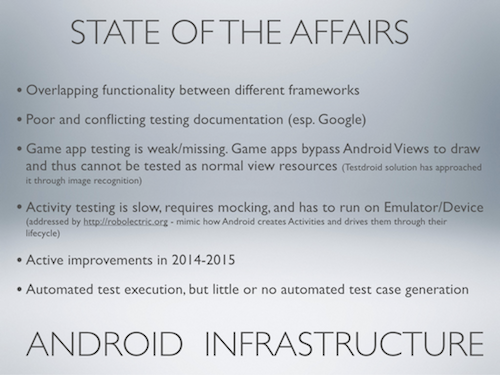 STATE OF THE AFFAIRS
• Overlapping functionality between different frameworks
• Poor and conflicting testing documentation (esp. Google)
• Game app testing is weak/missing. Game apps bypass Android Views to draw
and thus cannot be tested as normal view resources (Testdroid solution has approached
it through image recognition)
• Activity testing is slow, requires mocking, and has to run on Emulator/Device
(addressed by http://robolectric.org - mimic how Android creates Activities and drives them through their
lifecycle)
• Active improvements in 2014-2015
• Automated test execution, but little or no automated test case generation
ANDROID INFRASTRUCTURE